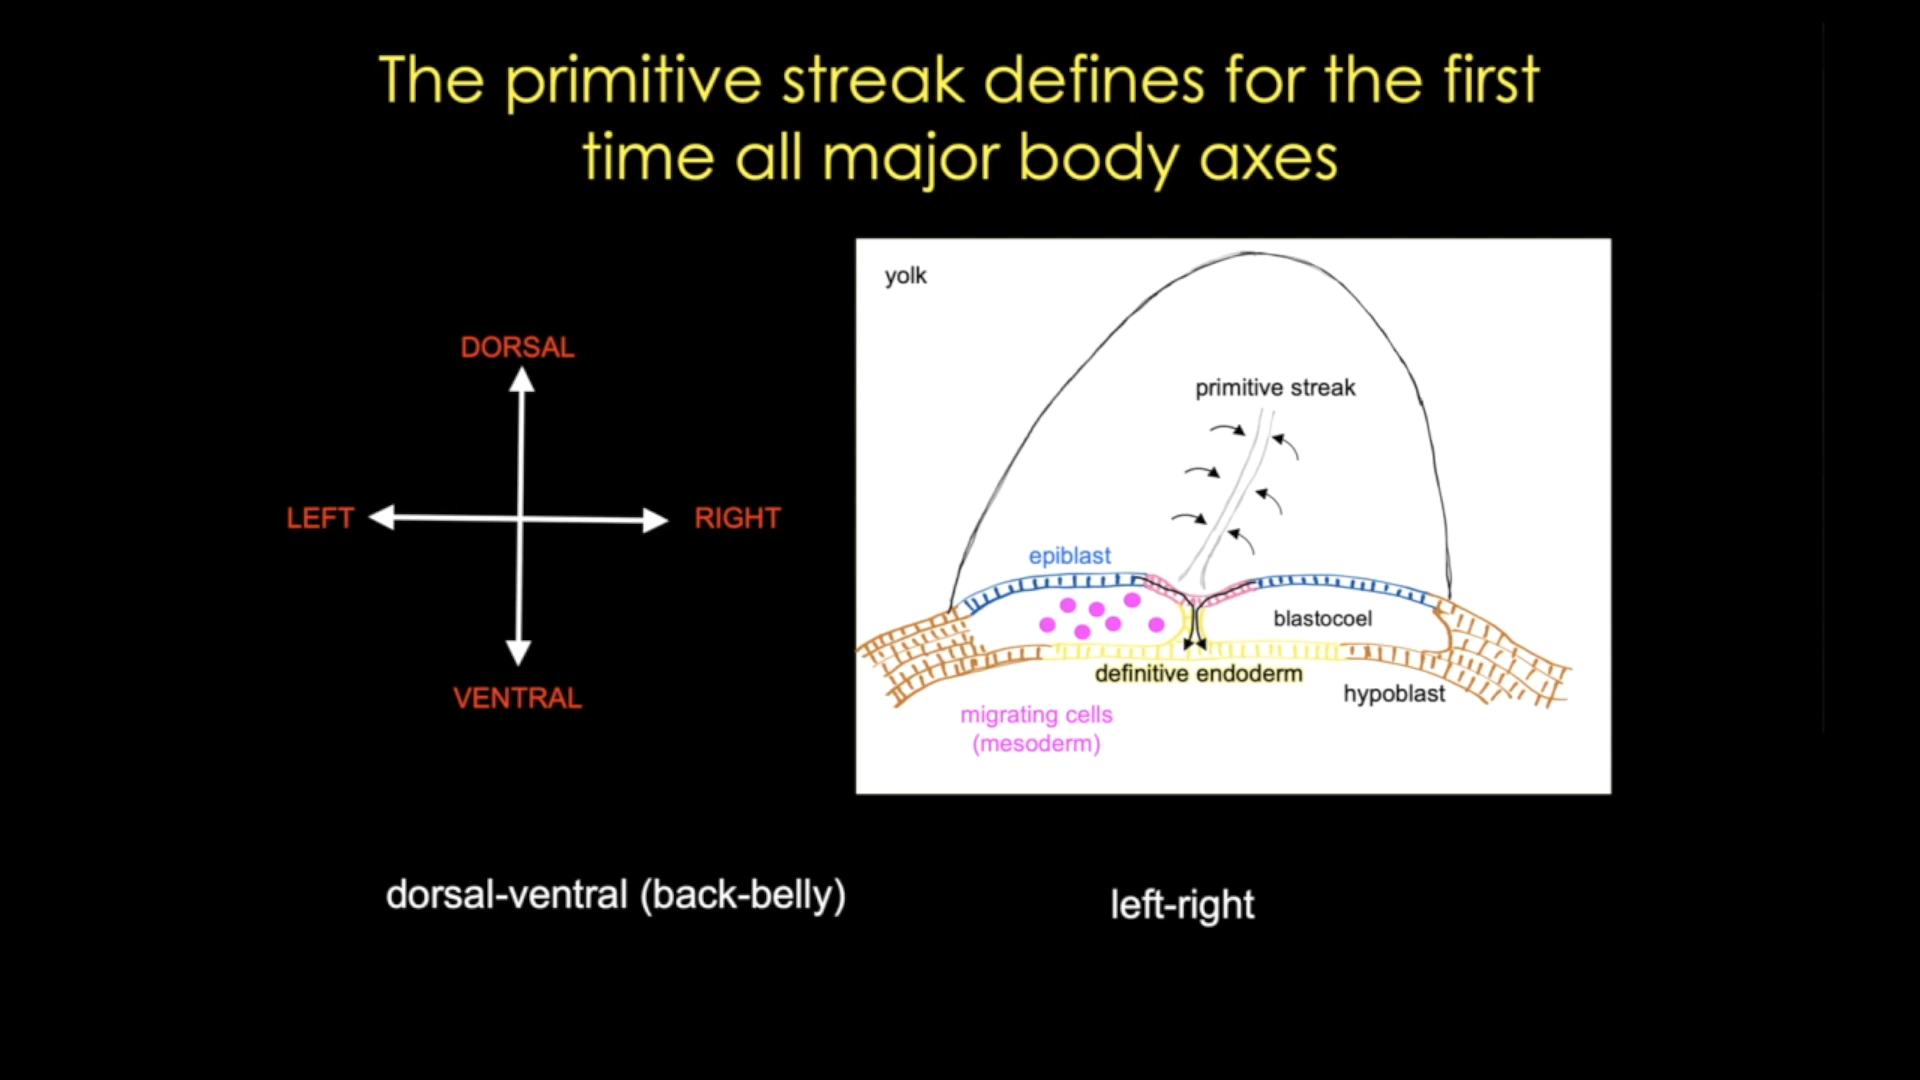 The primitive streak defines for the first
time all major body axes
DORSAL
LEFT
RIGHT
VENTRAL
yolk
primitive streak
epiblast
blastocoel
definitive endoderm
hypoblast
migrating cells
(mesoderm)
dorsal-ventral (back-belly)
left-right